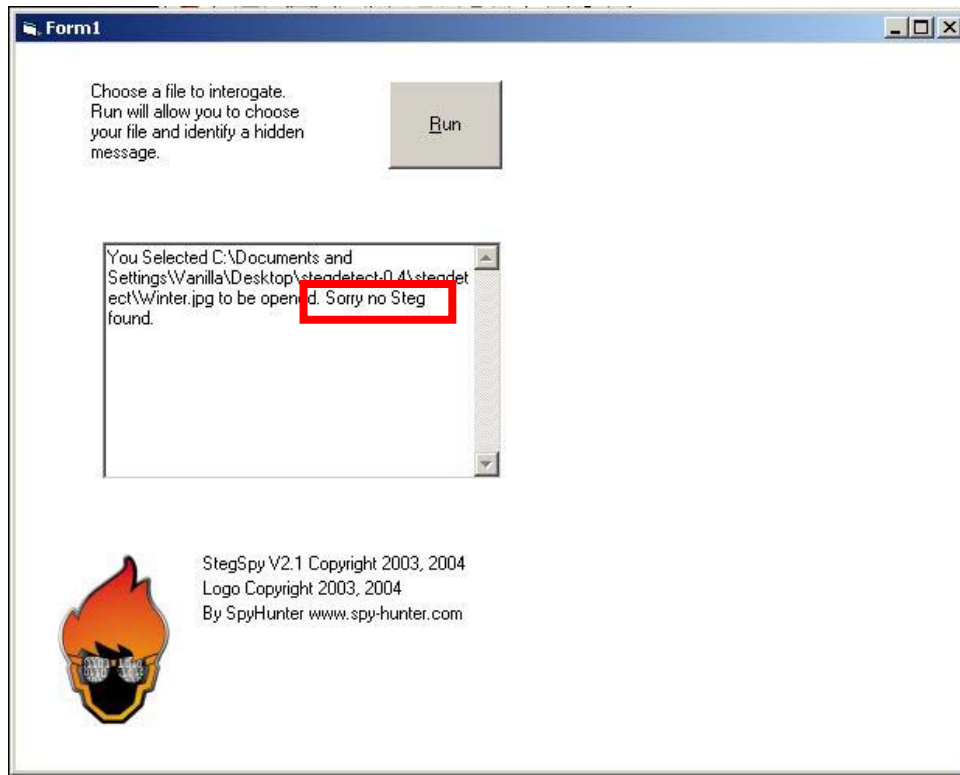 Form1
Choose a file to interogate.
Run will allow you to choose
your file and identify a hidden
message.
Run
You Selected C:\Documents and
Settings\Vanilla\Desktop\stegdetect-0.4\stegdet
ect\Winter.jpg to be opened. Sorry no Steg
found.
StegSpy V2.1 Copyright 2003, 2004
Logo Copyright 2003, 2004
By SpyHunter www.spy-hunter.com